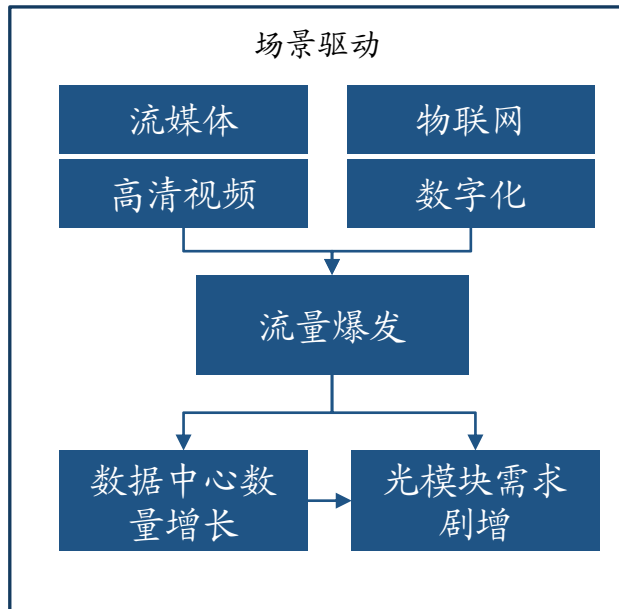 场景驱动
流媒体
物联网
高清视频
数字化
流量爆发
数据中心数
量增长
光模块需求
剧增